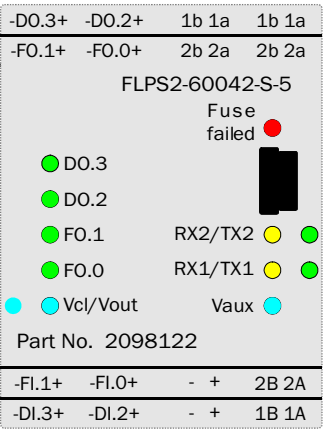 -DO.3+ -DO.2+ 1b 1a 1b 1a
-FO.1+ -FO.0+ 2b 2a 2b 2a
FLPS2-60042-S-5
Fuse
failed
DO.3
DO.2
FO.1 RX2/TX2
FO.0 RX1/TX1
Vcl/Vout Vaux
Part No. 2098122
-FI.1+ -FI.0+ - + 2B 2A
-DI.3+ -DI.2+ - + 1B 1A